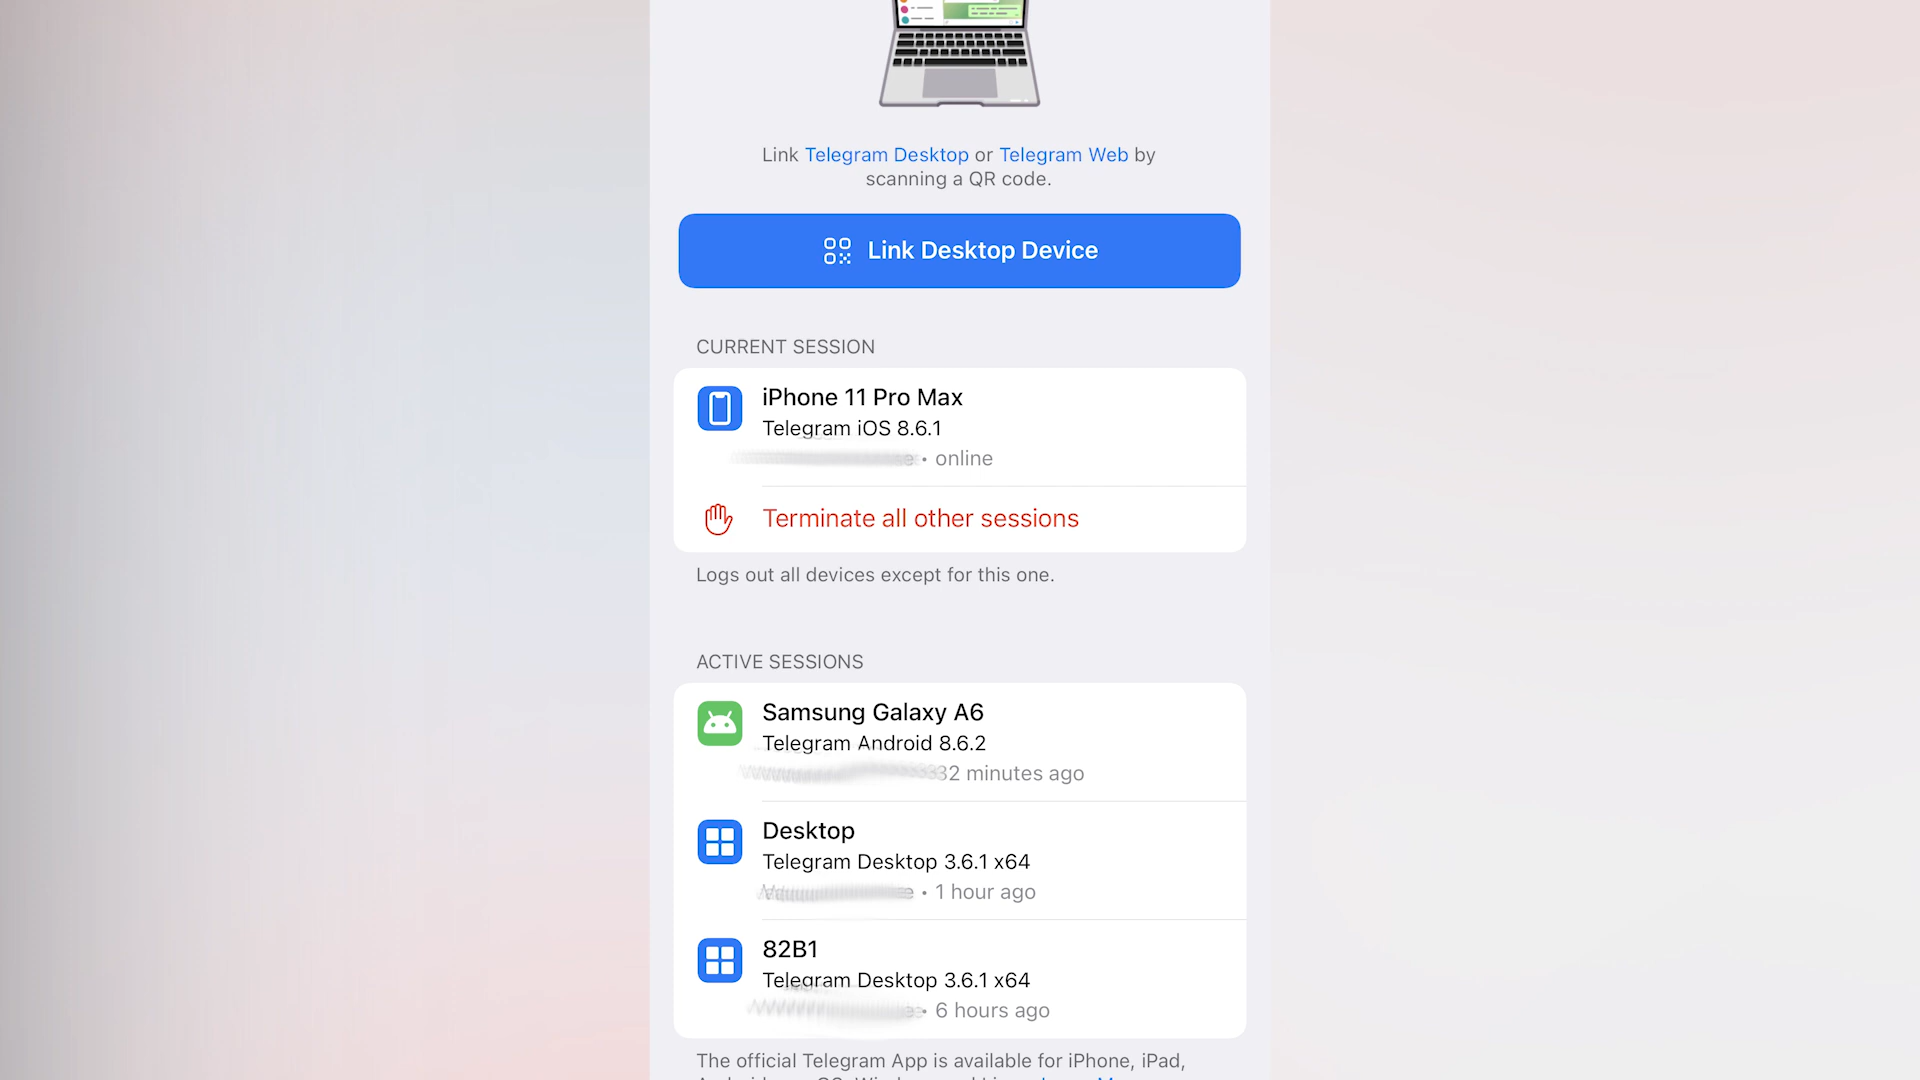 Link Telegram Desktop or Telegram Web by
scanning a QR code.
Link Desktop Device
CURRENT SESSION
iPhone 11 Pro Max
Telegram iOS 8.6.1
• online
Terminate all other sessions
Logs out all devices except for this one.
ACTIVE SESSIONS
Samsung Galaxy A6
Telegram Android 8.6.2
minutes ago
Desktop
Telegram Desktop 3.6.1 x64
• 1 hour ago
82B1
Telegram Desktop 3.6.1 x64
• 6 hours ago
The official Telegram App is available for iPhone, iPad,